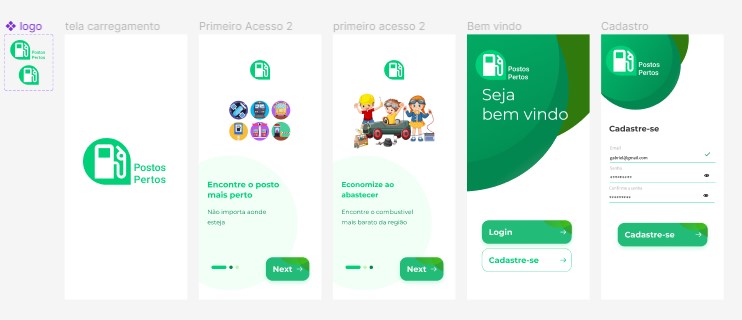 logo
Postos
Pertos
tela carregamento
Postos
Pertos
Primeiro Acesso 2
Encontre o posto
mais perto
Não importa aonde
esteja
Next
primeiro acesso 2
Economize ao
abastecer
Encontre o combustível
mais barato da região
Next
Bem vindo
Postos
Pertos
Seja
bem vindo
Login
Cadastre-se
Cadastro
Postos
Pertos
Cadastre-se
Email
gabriel@gmail.com
Senha
Confirme a senha
Cadastre-se